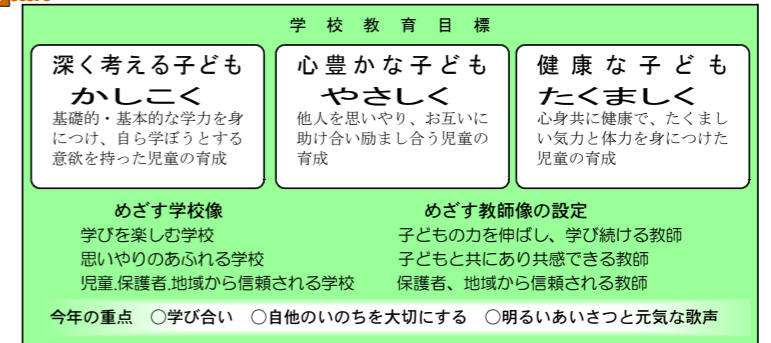 学校教育目標
深く考える子ども
かしこく
基礎的・基本的な学力を身
につけ、自ら学ぼうとする
意欲を持った児童の育成
心豊かな子ども
やさしく
他人を思いやり、お互いに
助け合い励まし合う児童の
育成
健康な子ども
たくましく
心身共に健康で、たくまし
い気力と体力を身につけた
児童の育成
めざす学校像
学びを楽しむ学校
思いやりのあふれる学校
児童.保護者.地域から信頼される学校
めざす教師像の設定
子どもの力を伸ばし、学び続ける教師
子どもと共にあり共感できる教師
保護者、地域から信頼される教師
今年の重点 ○学び合い ○自他のいのちを大切にする ○明るいあいさつと元気な歌声